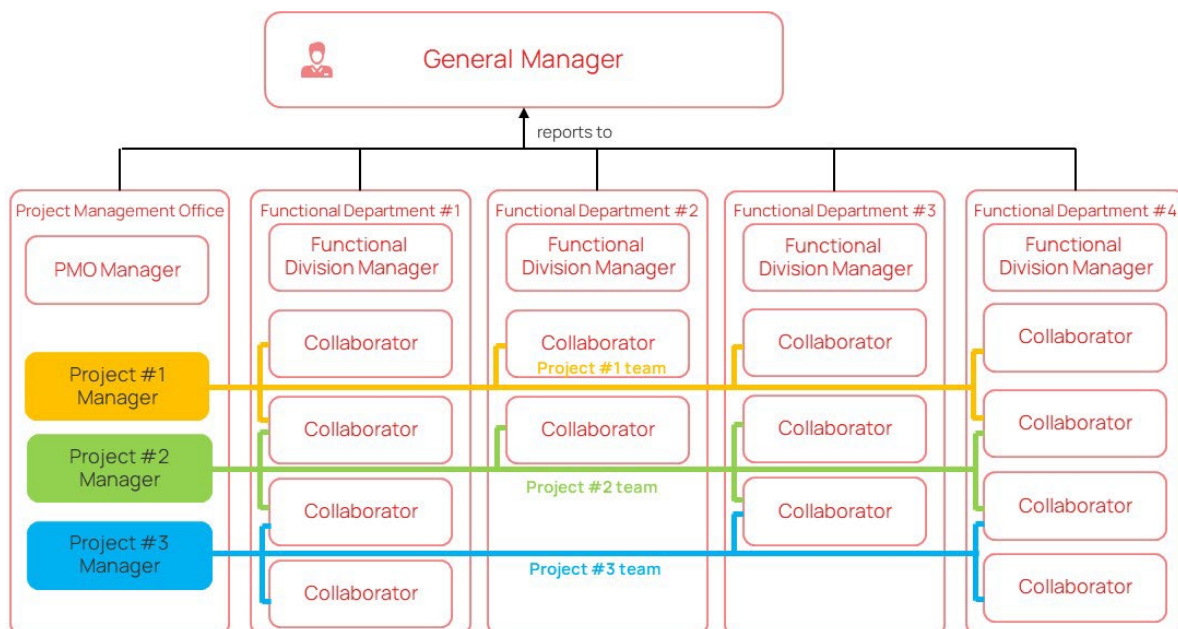 General Manager
reports to
Project Management Office
PMO Manager
Project #1
Manager
Project #2
Manager
Project #3
Manager
Functional Department #1
Functional
Division Manager
Collaborator
Collaborator
Collaborator
Collaborator
Functional Department #2
Functional
Division Manager
Collaborator
Project #1 team
Collaborator
Project #2 team
Project #3 team
Functional Department #3
Functional
Division Manager
Collaborator
Collaborator
Collaborator
Functional Department #4
Functional
Division Manager
Collaborator
Collaborator
Collaborator
Collaborator